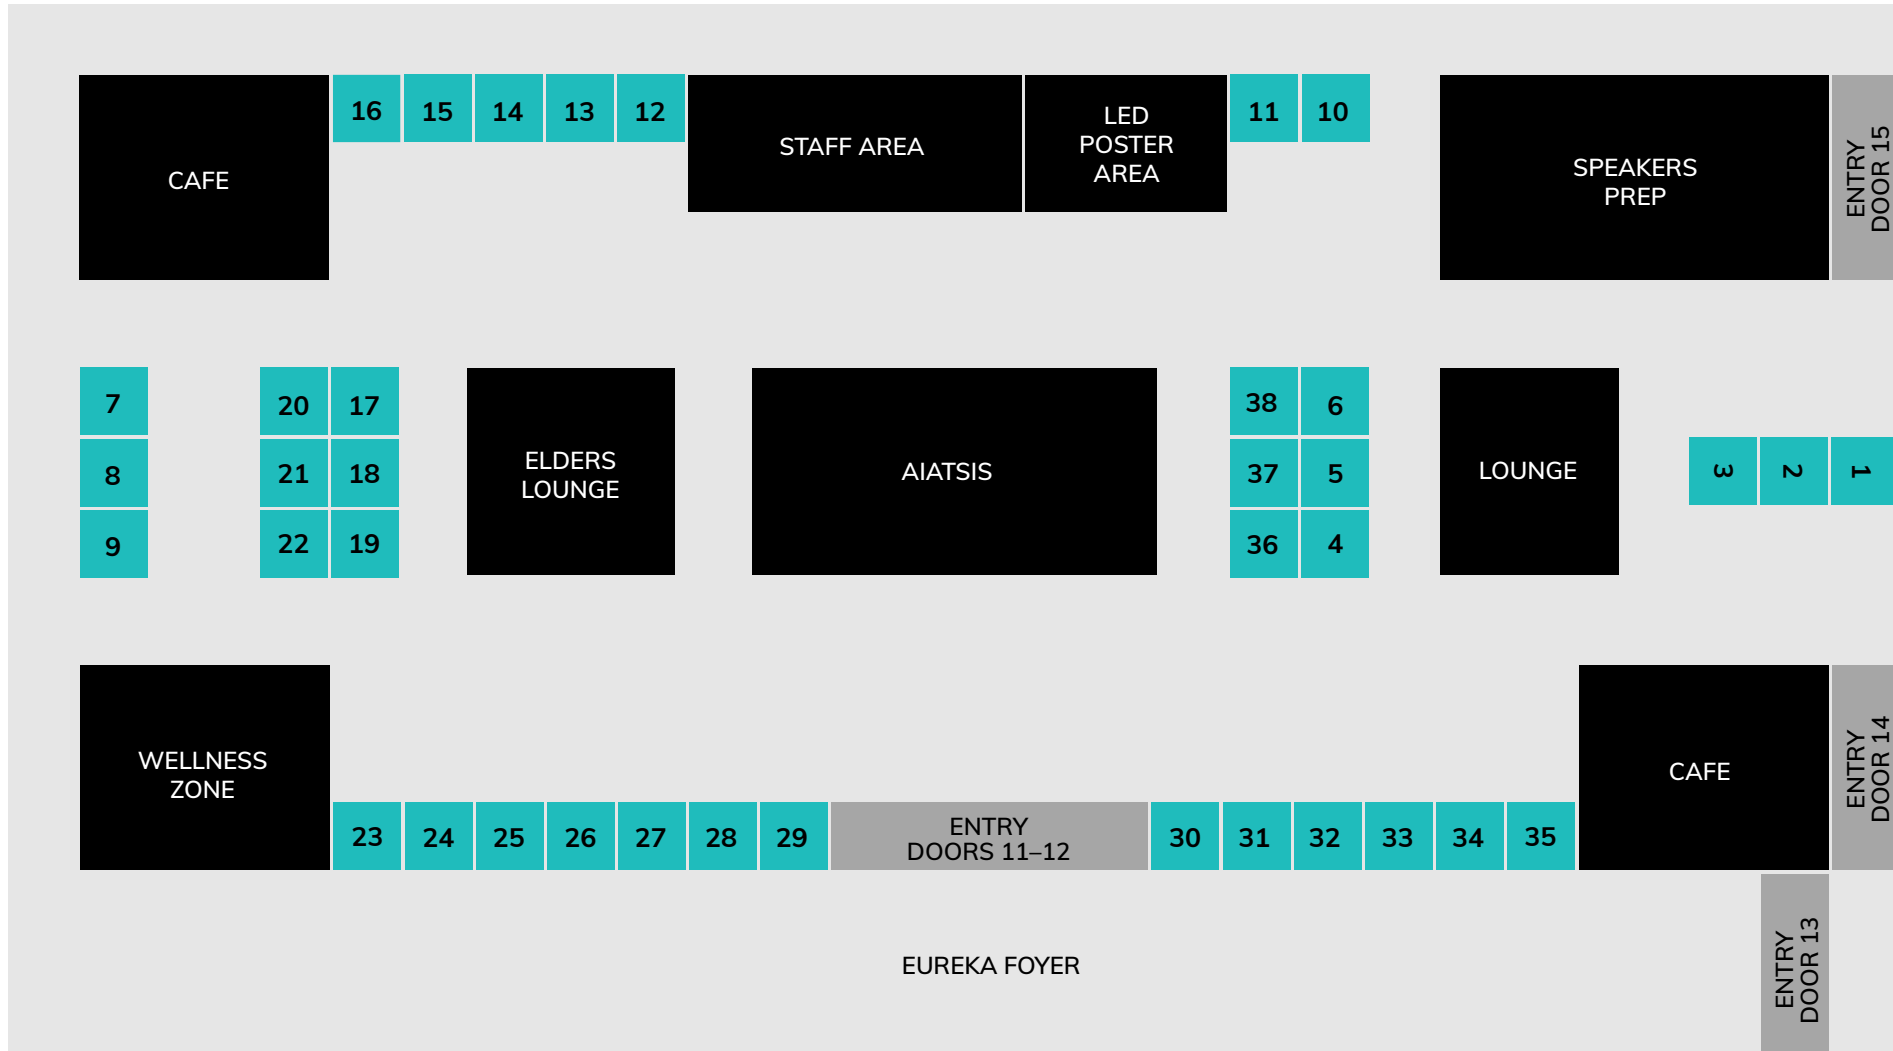 CAFE
16
15
14
13
12
STAFF AREA
LED
POSTER
AREA
11
10
SPEAKERS
PREP
ENTRY
DOOR 15
7
8
9
20
17
21
18
22
19
ELDERS
LOUNGE
AIATSIS
38
6
37
5
36
4
LOUNGE
3
2
1
WELLNESS
ZONE
23
24
25
26
27
28
29
ENTRY
DOORS 11–12
30
31
32
33
34
35
CAFE
ENTRY
DOOR 14
EUREKA FOYER
ENTRY
DOOR 13